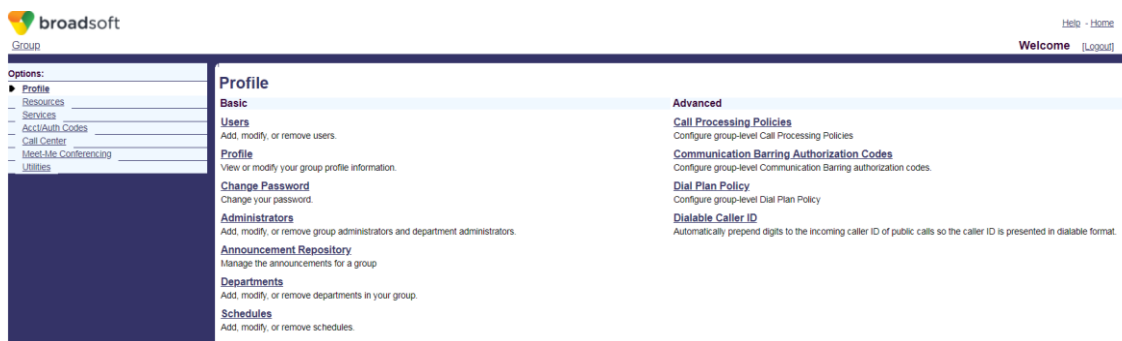 broadsoft
Help - Home
Group
Welcome [Logout]
Options:
Profile
Resources
Services
Acct/Auth Codes
Call Center
Meet-Me Conferencing
Utilities
Profile
Basic
Users
Add, modify, or remove users.
Profile
View or modify your group profile information.
Change Password
Change your password.
Administrators
Add, modify, or remove group administrators and department administrators.
Announcement Repository
Manage the announcements for a group
Departments
Add, modify, or remove departments in your group.
Schedules
Add, modify, or remove schedules.
Advanced
Call Processing Policies
Configure group-level Call Processing Policies
Communication Barring Authorization Codes
Configure group-level Communication Barring authorization codes.
Dial Plan Policy
Configure group-level Dial Plan Policy
Dialable Caller ID
Automatically prepend digits to the incoming caller ID of public calls so the caller ID is presented in dialable format.